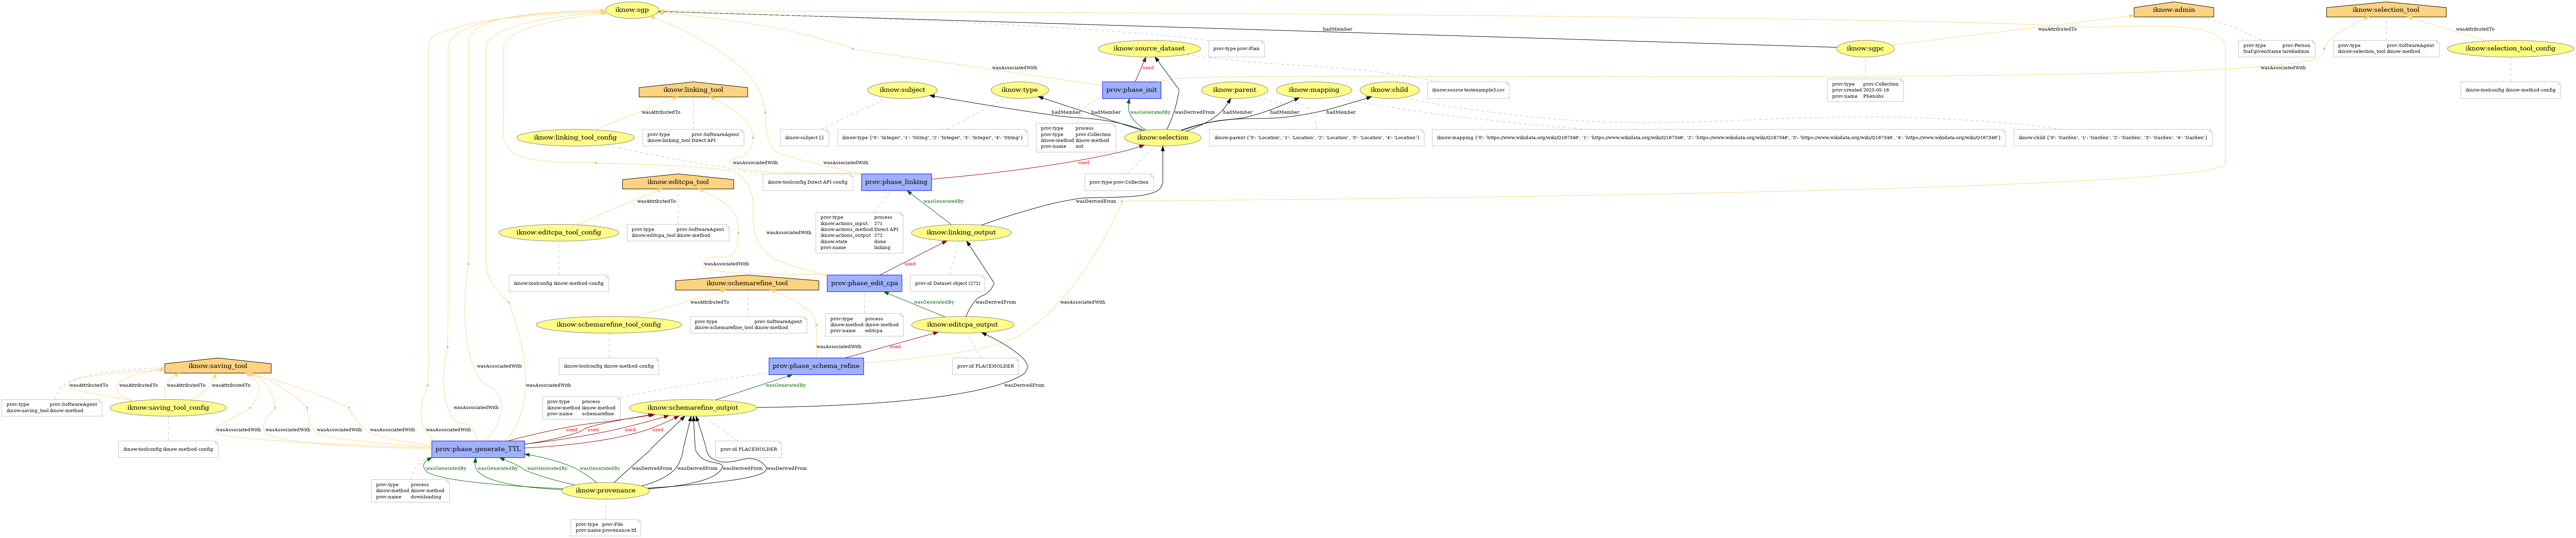 iknow:sgp
iknow:admin
iknow:selection_tool
hadMember
wasAttributedTo
wasAttributedTo
prov:type prov:Plan
iknow:source_dataset
iknow:sgpc
prov:type prov:Person
foaf:givenName tarekadmin
prov:type prov:SoftwareAgent
iknow:selection_tool iknow-method
iknow:selection_tool_config
wasAssociatedWith
used
wasAssociatedWith
iknow:linking_tool
iknow:subject
iknow:type
prov:phase_init
iknow:parent
iknow:mapping
iknow:child
iknow:source testexample3.csv
prov:type prov:Collection
prov:created 2023-05-16
prov:name Phenobs
iknow:toolconfig iknow-method-config
wasAttributedTo
hadMember
hadMember
wasGeneratedBy
wasDerivedFrom
hadMember
hadMember
hadMember
iknow:linking_tool_config
prov:type prov:SoftwareAgent
iknow:linking_tool Direct API
iknow:subject {}
iknow:type {'0': 'Integer', '1': 'String', '2': 'Integer', '3': 'Integer', '4': 'String'}
prov:type process
prov:type prov:Collection
iknow:method iknow-method
prov:name init
iknow:selection
iknow:parent {'0': 'Location', '1': 'Location', '2': 'Location', '3': 'Location', '4': 'Location'}
iknow:mapping {'0': 'https://www.wikidata.org/wiki/Q167346', '1': 'https://www.wikidata.org/wiki/Q167346', '2': 'https://www.wikidata.org/wiki/Q167346', '3': 'https://www.wikidata.org/wiki/Q167346', '4': 'https://www.wikidata.org/wiki/Q167346'}
iknow:child {'0': 'Garden', '1': 'Garden', '2': 'Garden', '3': 'Garden', '4': 'Garden'}
wasAssociatedWith
wasAssociatedWith
used
iknow:editcpa_tool
iknow:toolconfig Direct API-config
prov:phase_linking
prov:type prov:Collection
wasAttributedTo
wasGeneratedBy
wasDerivedFrom
iknow:editcpa_tool_config
prov:type prov:SoftwareAgent
iknow:editcpa_tool iknow-method
wasAssociatedWith
prov:type process
iknow:actions_input 271
iknow:actions_method Direct API
iknow:actions_output 272
iknow:state done
prov:name linking
iknow:linking_output
wasAssociatedWith
used
iknow:toolconfig iknow-method-config
iknow:schemarefine_tool
prov:phase_edit_cpa
prov:id Dataset object (272)
wasAttributedTo
wasGeneratedBy
wasDerivedFrom
wasAssociatedWith
iknow:schemarefine_tool_config
prov:type prov:SoftwareAgent
iknow:schemarefine_tool iknow-method
prov:type process
iknow:method iknow-method
prov:name editcpa
iknow:editcpa_output
wasAssociatedWith
used
iknow:saving_tool
wasAssociatedWith
iknow:toolconfig iknow-method-config
prov:phase_schema_refine
prov:id PLACEHOLDER
wasAttributedTo
wasAttributedTo
wasAttributedTo
wasAttributedTo
wasAssociatedWith
wasGeneratedBy
wasDerivedFrom
prov:type prov:SoftwareAgent
iknow:saving_tool iknow-method
iknow:saving_tool_config
wasAssociatedWith
prov:type process
iknow:method iknow-method
prov:name schemarefine
iknow:schemarefine_output
wasAssociatedWith
wasAssociatedWith
wasAssociatedWith
wasAssociatedWith
wasAssociatedWith
used
used
used
used
iknow:toolconfig iknow-method-config
prov:phase_generate_TTL
prov:id PLACEHOLDER
wasGeneratedBy
wasGeneratedBy
wasGeneratedBy
wasGeneratedBy
wasDerivedFrom
wasDerivedFrom
wasDerivedFrom
wasDerivedFrom
prov:type process
iknow:method iknow-method
prov:name downloading
iknow:provenance
prov:type prov:File
prov:name provenance.ttl